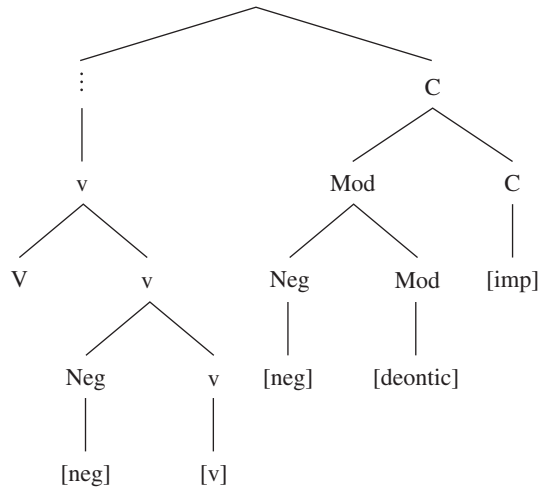 ⋮ C
v Mod C
V v Neg Mod [imp]
Neg v [neg] [deontic]
[neg] [v]